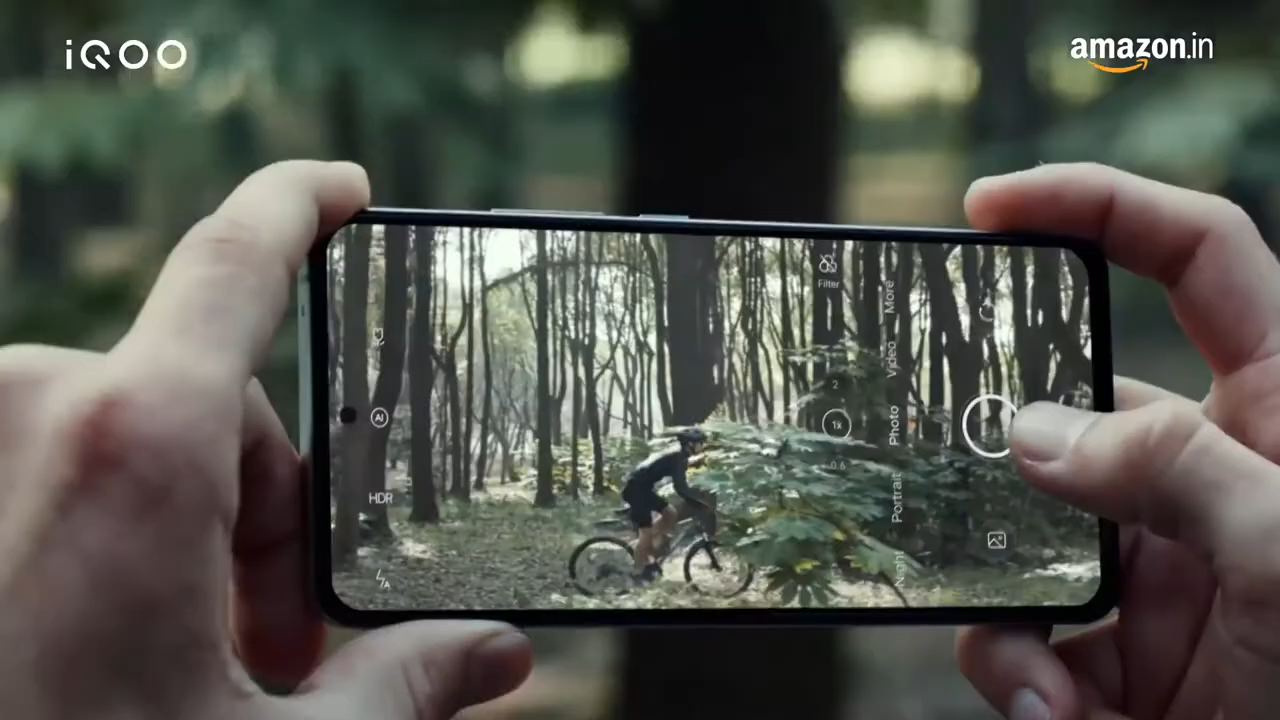 iQOO
amazon.in
Filter
More
Video
Photo
Portrait
Night
2
1x
0.6
AI
HDR
A